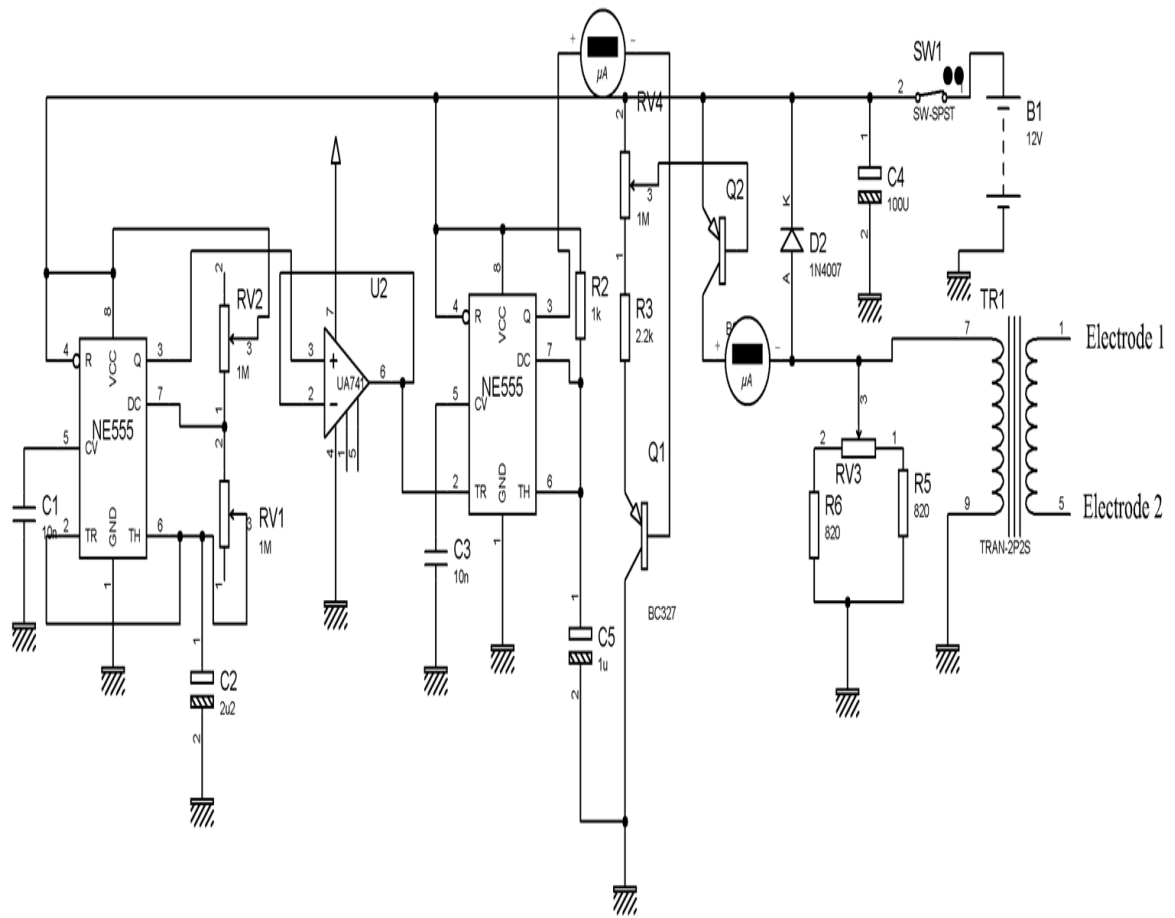 +
−
µA
SW1
2
1
SW-SPST
B1
12V
RV4
2
3
1M
1
Q2
K
D2
1N4007
A
1
C4
100U
2
7
U2
3
UA741
6
2
4
1
5
8
4
R
VCC
Q
3
DC
7
NE555
5
CV
2
TR
GND
TH
6
1
C1
10n
2
RV2
3
1M
1
2
RV1
3
1M
1
1
C2
2u2
2
8
4
R
VCC
Q
3
DC
7
NE555
5
CV
2
TR
GND
TH
6
1
C3
10n
R2
1k
R3
2.2k
1
C5
1u
2
Q1
BC327
+
−
µA
3
2
1
RV3
R6
820
R5
820
TR1
7
1
9
5
TRAN-2P2S
Electrode 1
Electrode 2